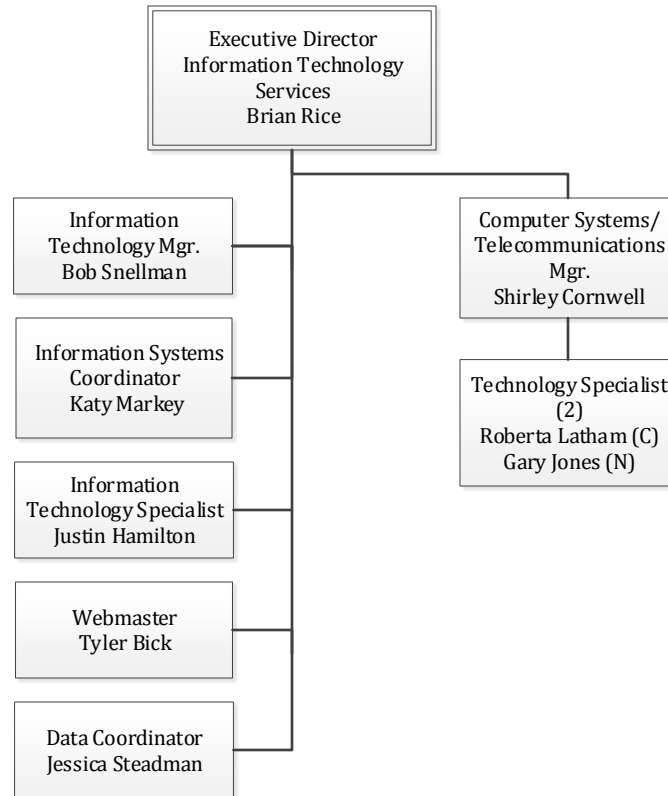 Executive Director
Information Technology
Services
Brian Rice
Information
Technology Mgr.
Bob Snellman
Computer Systems/
Telecommunications
Mgr.
Shirley Cornwell
Information Systems
Coordinator
Katy Markey
Technology Specialist
(2)
Roberta Latham (C)
Gary Jones (N)
Information
Technology Specialist
Justin Hamilton
Webmaster
Tyler Bick
Data Coordinator
Jessica Steadman